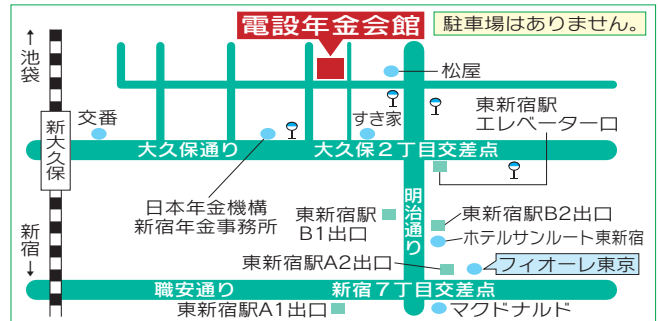 電設年金会館
駐車場はありません。
↑池袋
松屋
交番
すき家
東新宿駅
エレベーター口
新大久保
大久保通り
大久保2丁目交差点
日本年金機構
新宿年金事務所
明治通り
東新宿駅
B1出口
東新宿駅B2出口
ホテルサンルート東新宿
新宿↓
東新宿駅A2出口
フィオーレ東京
職安通り
新宿7丁目交差点
東新宿駅A1出口
マクドナルド